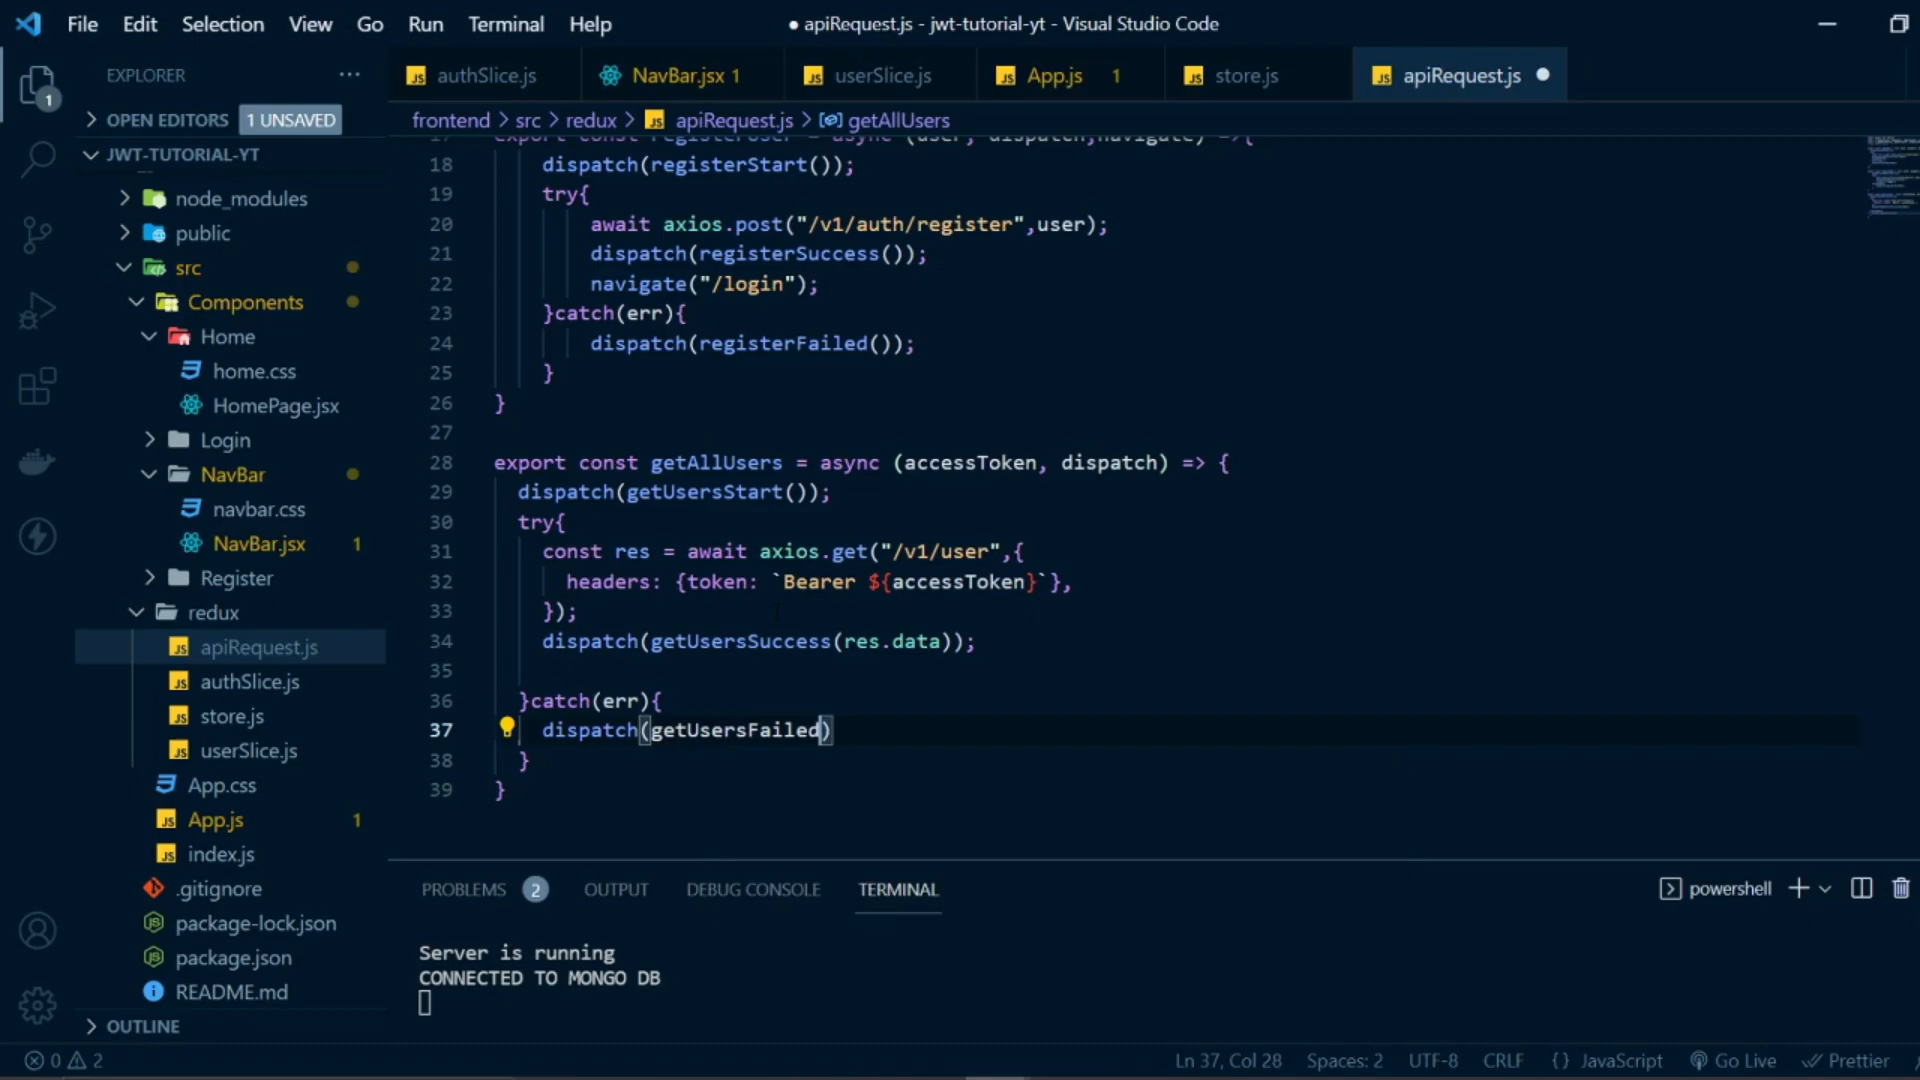 File Edit Selection View Go Run Terminal Help
● apiRequest.js - jwt-tutorial-yt - Visual Studio Code
EXPLORER ...
authSlice.js
NavBar.jsx 1
userSlice.js
App.js 1
store.js
apiRequest.js ●
OPEN EDITORS 1 UNSAVED
frontend > src > redux > apiRequest.js > getAllUsers
JWT-TUTORIAL-YT
node_modules
public
src
Components
Home
home.css
HomePage.jsx
Login
NavBar
navbar.css
NavBar.jsx 1
Register
redux
apiRequest.js
authSlice.js
store.js
userSlice.js
App.css
App.js 1
index.js
.gitignore
package-lock.json
package.json
README.md
OUTLINE
1
17 export const registerUser = async (user, dispatch,navigate) =>{
18 dispatch(registerStart());
19 try{
20 await axios.post("/v1/auth/register",user);
21 dispatch(registerSuccess());
22 navigate("/login");
23 }catch(err){
24 dispatch(registerFailed());
25 }
26 }
27
28 export const getAllUsers = async (accessToken, dispatch) => {
29 dispatch(getUsersStart());
30 try{
31 const res = await axios.get("/v1/user",{
32 headers: {token: `Bearer ${accessToken}`},
33 });
34 dispatch(getUsersSuccess(res.data));
35
36 }catch(err){
37 dispatch(getUsersFailed)
38 }
39 }
PROBLEMS 2 OUTPUT DEBUG CONSOLE TERMINAL
powershell
Server is running
CONNECTED TO MONGO DB
0 2
Ln 37, Col 28 Spaces: 2 UTF-8 CRLF {} JavaScript Go Live Prettier